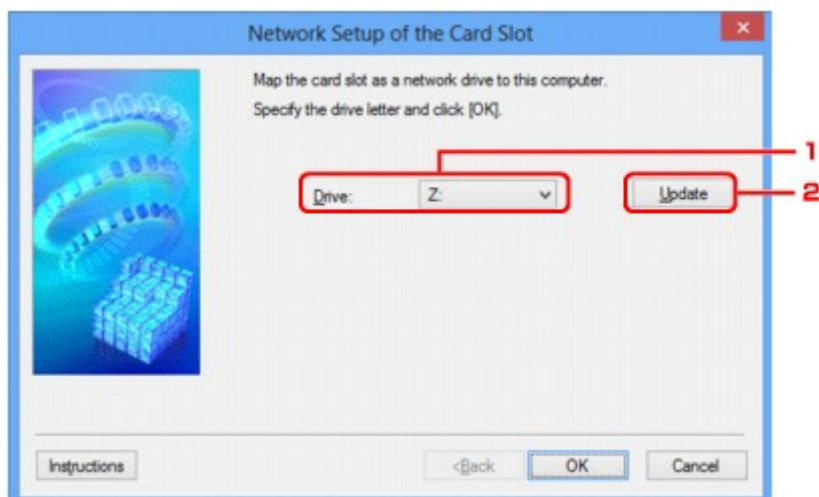 Network Setup of the Card Slot
Map the card slot as a network drive to this computer.
Specify the drive letter and click [OK].
1
Drive: Z: Update
2
Instructions <Back OK Cancel